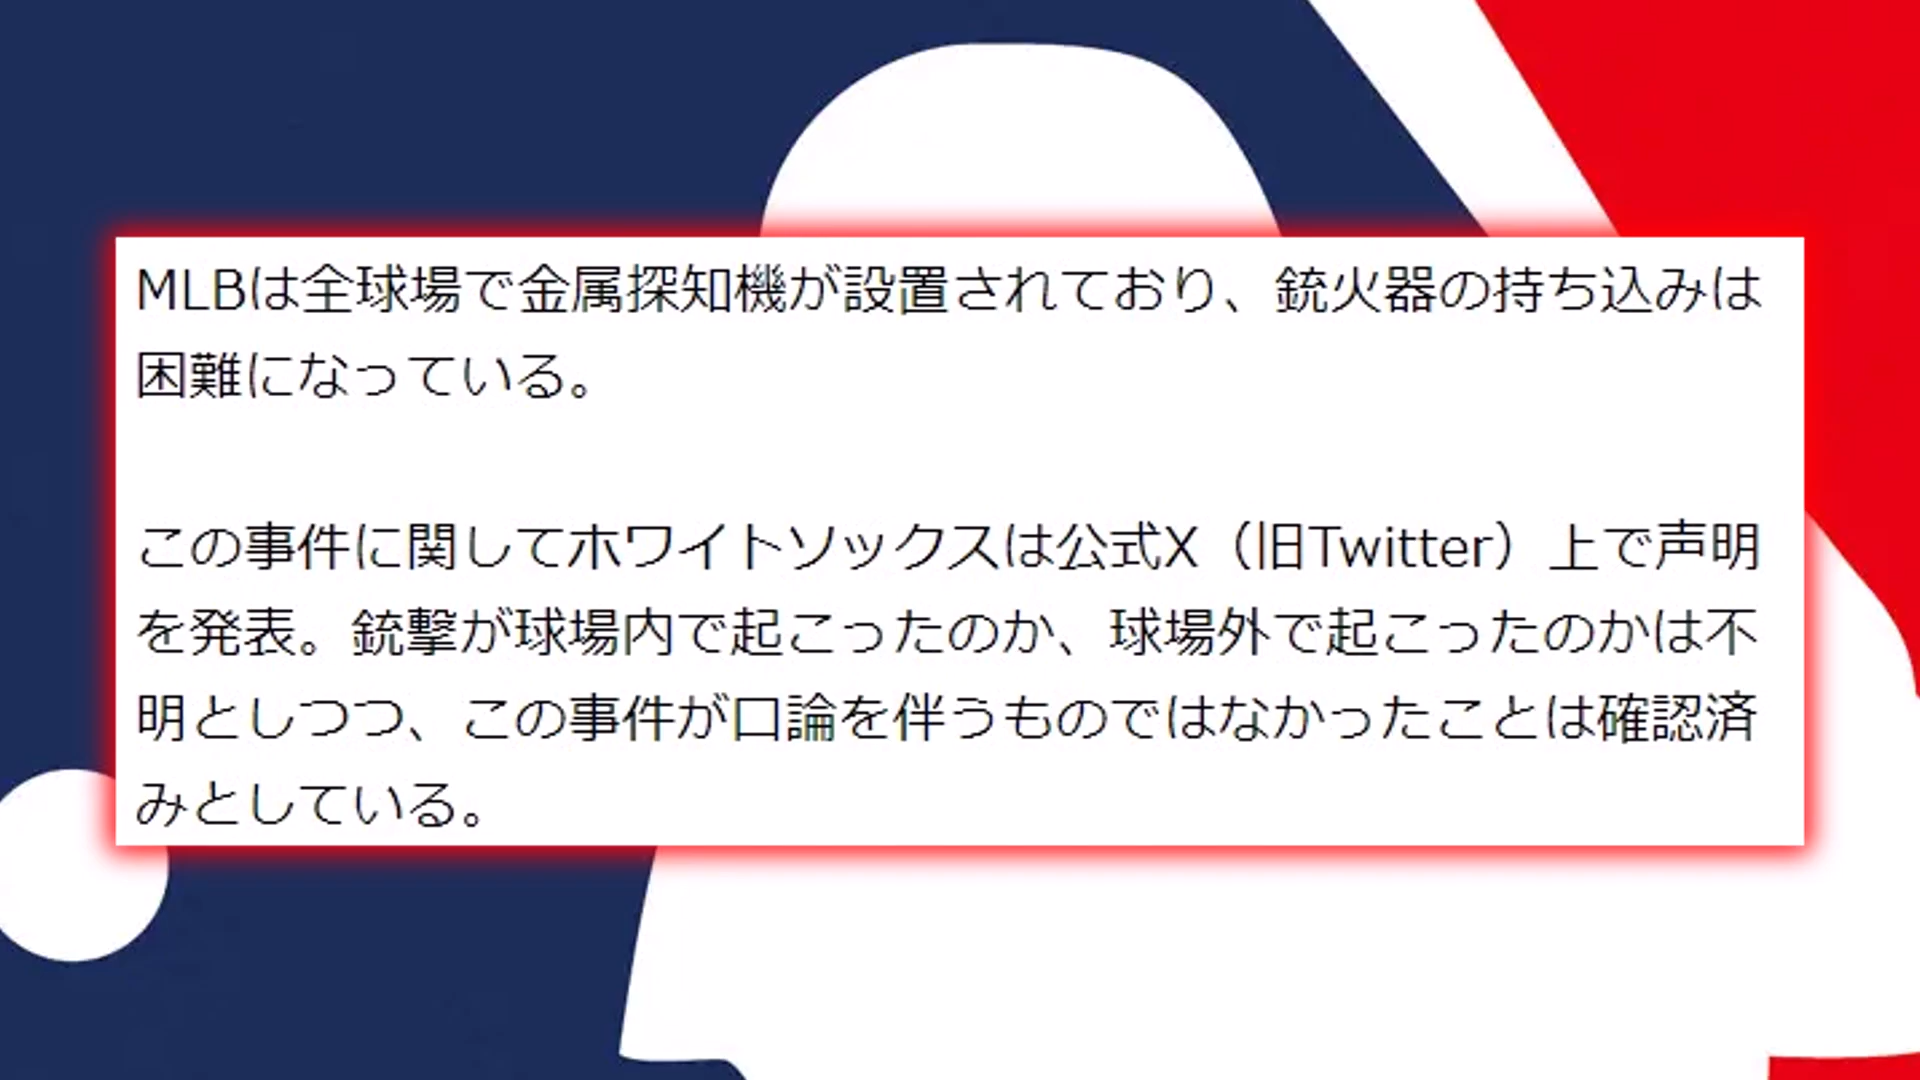 MLBは全球場で金属探知機が設置されており、銃火器の持ち込みは
困難になっている。
この事件に関してホワイトソックスは公式X（旧Twitter）上で声明
を発表。銃撃が球場内で起こったのか、球場外で起こったのかは不
明としつつ、この事件が口論を伴うものではなかったことは確認済
みとしている。